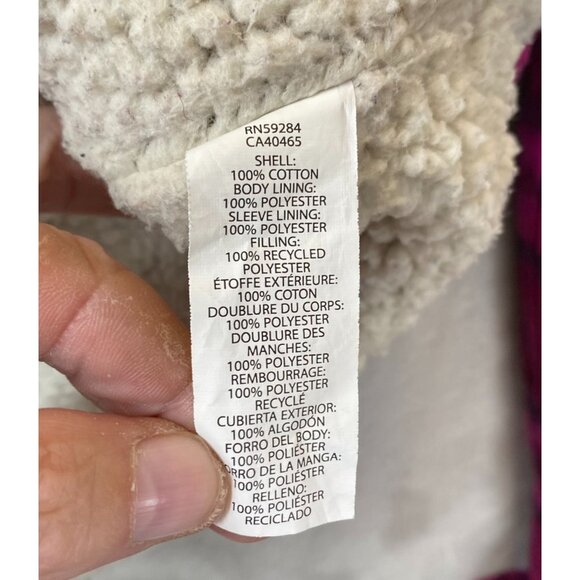 RN59284
CA40465
SHELL:
100% COTTON
BODY LINING:
100% POLYESTER
SLEEVE LINING:
100% POLYESTER
FILLING:
100% RECYCLED
POLYESTER
ÉTOFFE EXTÉRIEURE:
100% COTON
DOUBLURE DU CORPS:
100% POLYESTER
DOUBLURE DES
MANCHES:
100% POLYESTER
REMBOURRAGE:
100% POLYESTER
RECYCLÉ
CUBIERTA EXTERIOR:
100% ALGODÓN
FORRO DEL BODY:
100% POLIÉSTER
ORRO DE LA MANGA:
100% POLIÉSTER
RELLENO:
100% POLIÉSTER
RECICLADO